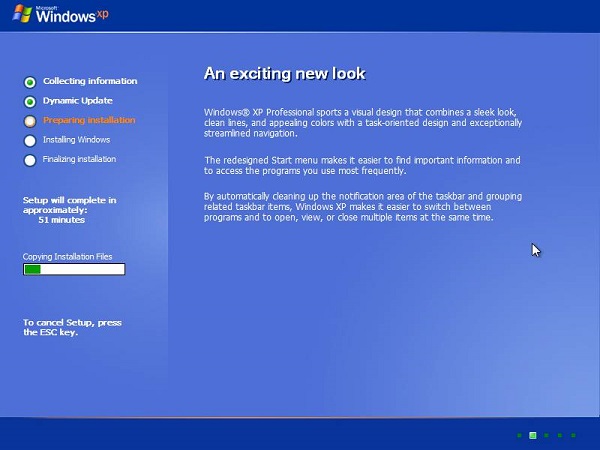 Microsoft
Windows xp
Collecting information
Dynamic Update
Preparing installation
Installing Windows
Finalizing installation
Setup will complete in
approximately:
51 minutes
Copying Installation Files
To cancel Setup, press
the ESC key.
An exciting new look
Windows® XP Professional sports a visual design that combines a sleek look,
clean lines, and appealing colors with a task-oriented design and exceptionally
streamlined navigation.
The redesigned Start menu makes it easier to find important information and
to access the programs you use most frequently.
By automatically cleaning up the notification area of the taskbar and grouping
related taskbar items, Windows XP makes it easier to switch between
programs and to open, view, or close multiple items at the same time.